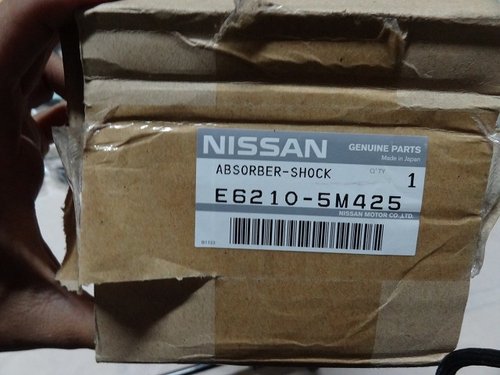 NISSAN GENUINE PARTS
Made in Japan
ABSORBER-SHOCK Q'TY 1
E6210-5M425
NISSAN MOTOR CO.,LTD.